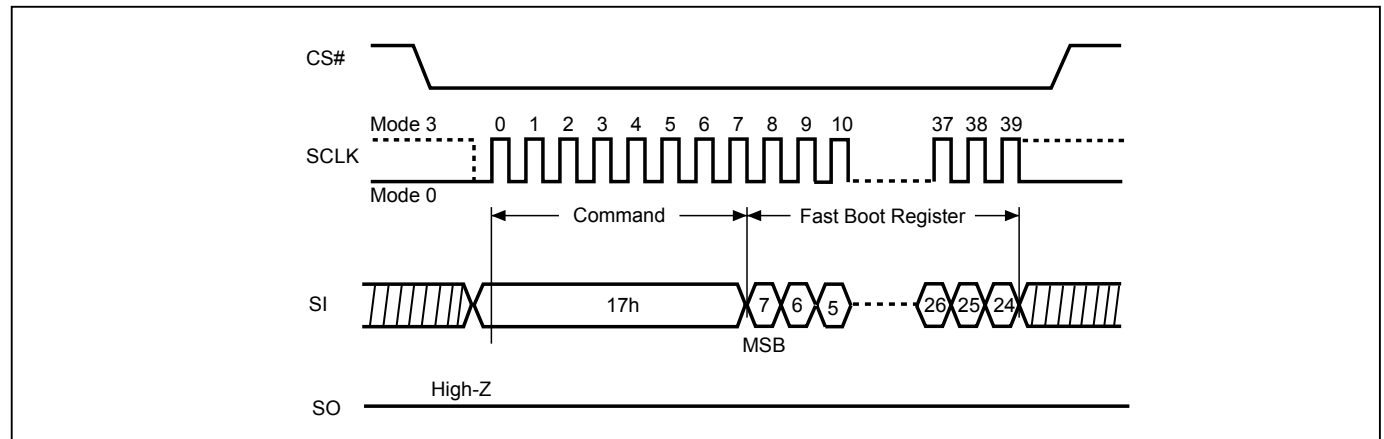 CS#
Mode 3 0 1 2 3 4 5 6 7 8 9 10 37 38 39
SCLK
Mode 0
Command Fast Boot Register
SI 17h 7 6 5 26 25 24
MSB
High-Z
SO